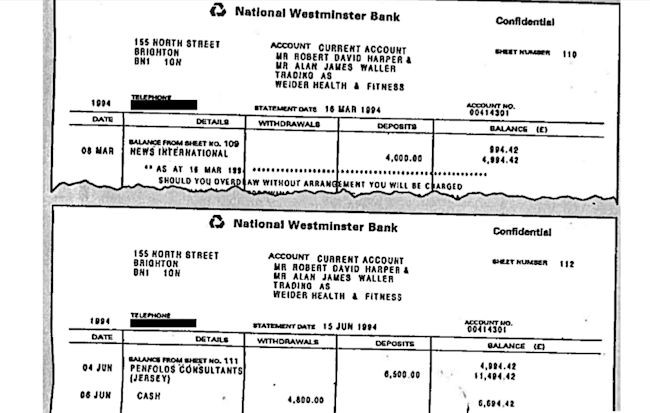 National Westminster Bank
Confidential
155 NORTH STREET
BRIGHTON
BN1 1GN
ACCOUNT CURRENT ACCOUNT
MR ROBERT DAVID HARPER &
MR ALAN JAMES WALLER
TRADING AS
WEIDER HEALTH & FITNESS
SHEET NUMBER 110
TELEPHONE
1994
STATEMENT DATE 16 MAR 1994
ACCOUNT NO.
00414301
DATE DETAILS WITHDRAWALS DEPOSITS BALANCE (£)
BALANCE FROM SHEET NO. 109 994.42
08 MAR NEWS INTERNATIONAL 4,000.00 4,994.42
** AS AT 16 MAR 199
SHOULD YOU OVERDRAW WITHOUT ARRANGEMENT YOU WILL BE CHARGED
National Westminster Bank
Confidential
155 NORTH STREET
BRIGHTON
BN1 1GN
ACCOUNT CURRENT ACCOUNT
MR ROBERT DAVID HARPER &
MR ALAN JAMES WALLER
TRADING AS
WEIDER HEALTH & FITNESS
SHEET NUMBER 112
TELEPHONE
1994
STATEMENT DATE 15 JUN 1994
ACCOUNT NO.
00414301
DATE DETAILS WITHDRAWALS DEPOSITS BALANCE (£)
BALANCE FROM SHEET NO. 111 4,994.42
04 JUN PENFOLDS CONSULTANTS 6,500.00 11,494.42
(JERSEY)
06 JUN CASH 4,800.00 6,694.42